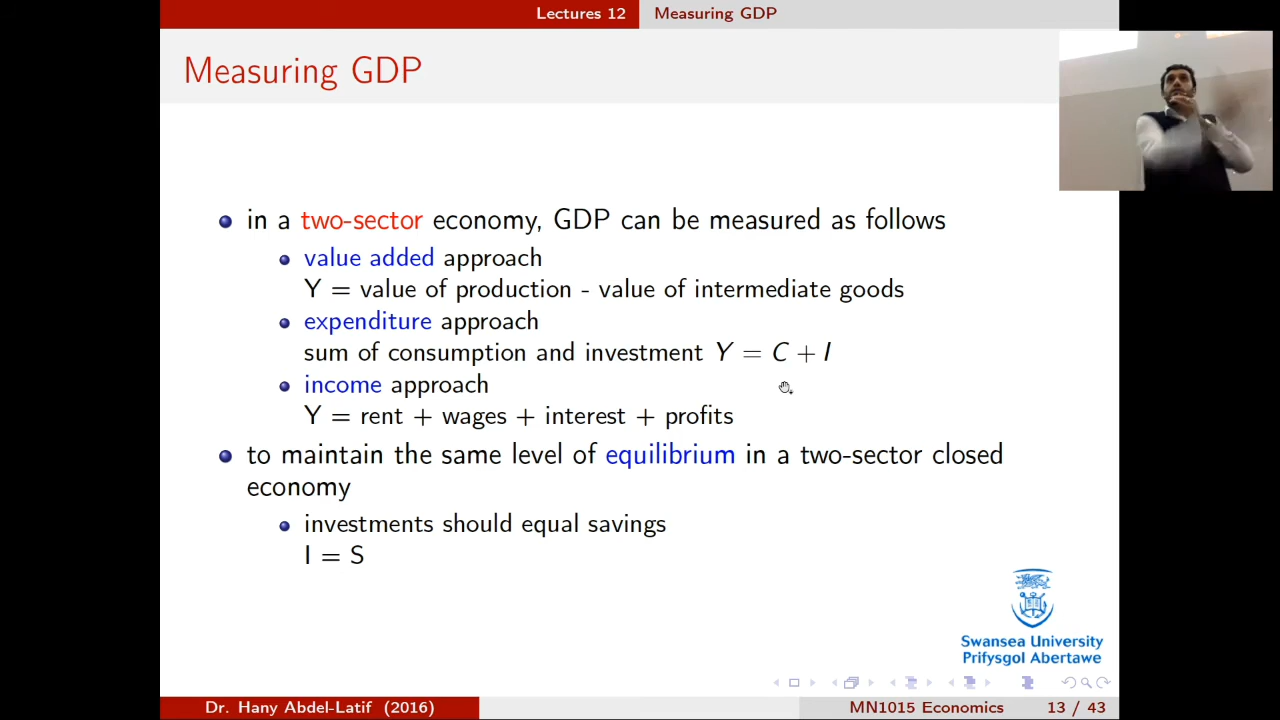 Lectures 12 Measuring GDP
Measuring GDP
in a two-sector economy, GDP can be measured as follows
value added approach
Y = value of production - value of intermediate goods
expenditure approach
sum of consumption and investment Y = C + I
income approach
Y = rent + wages + interest + profits
to maintain the same level of equilibrium in a two-sector closed
economy
investments should equal savings
I = S
Swansea University
Prifysgol Abertawe
Dr. Hany Abdel-Latif (2016) MN1015 Economics 13 / 43